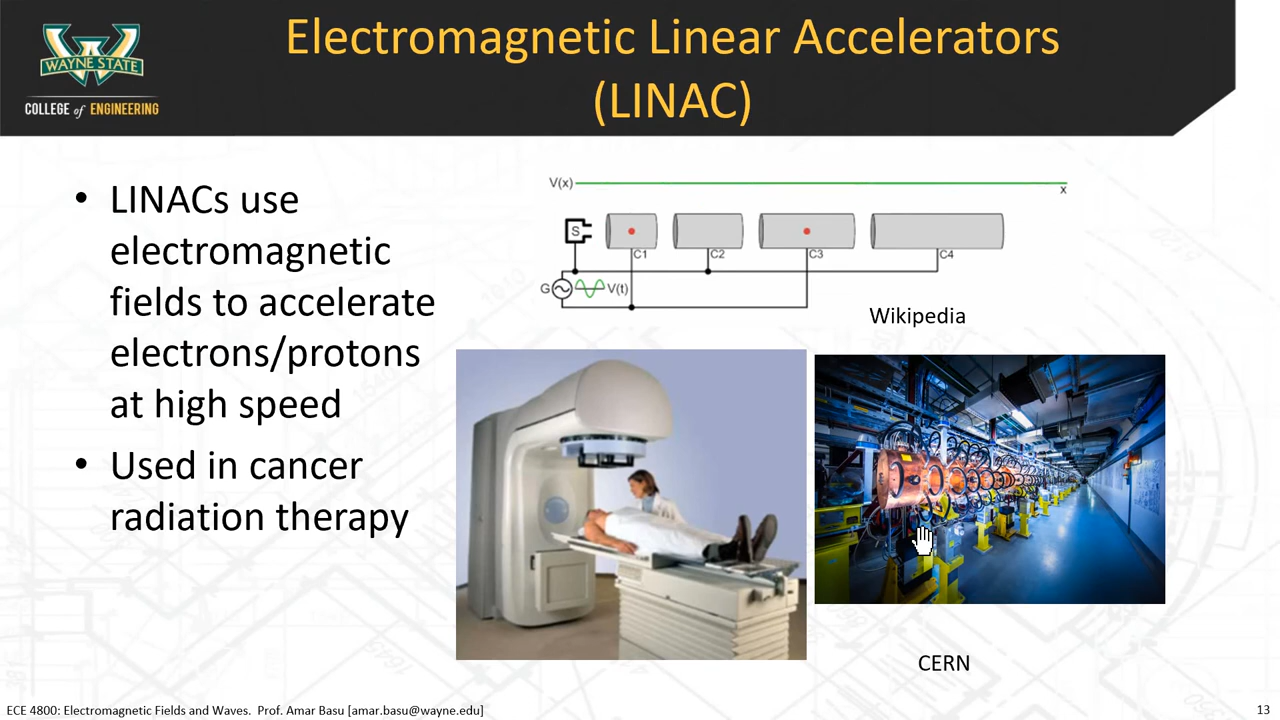 Electromagnetic Linear Accelerators
(LINAC)
WAYNE STATE
COLLEGE of ENGINEERING
• LINACs use
electromagnetic
fields to accelerate
electrons/protons
at high speed
• Used in cancer
radiation therapy
V(x)
x
S
C1
C2
C3
C4
G
V(t)
Wikipedia
CERN
ECE 4800: Electromagnetic Fields and Waves. Prof. Amar Basu [amar.basu@wayne.edu]
13